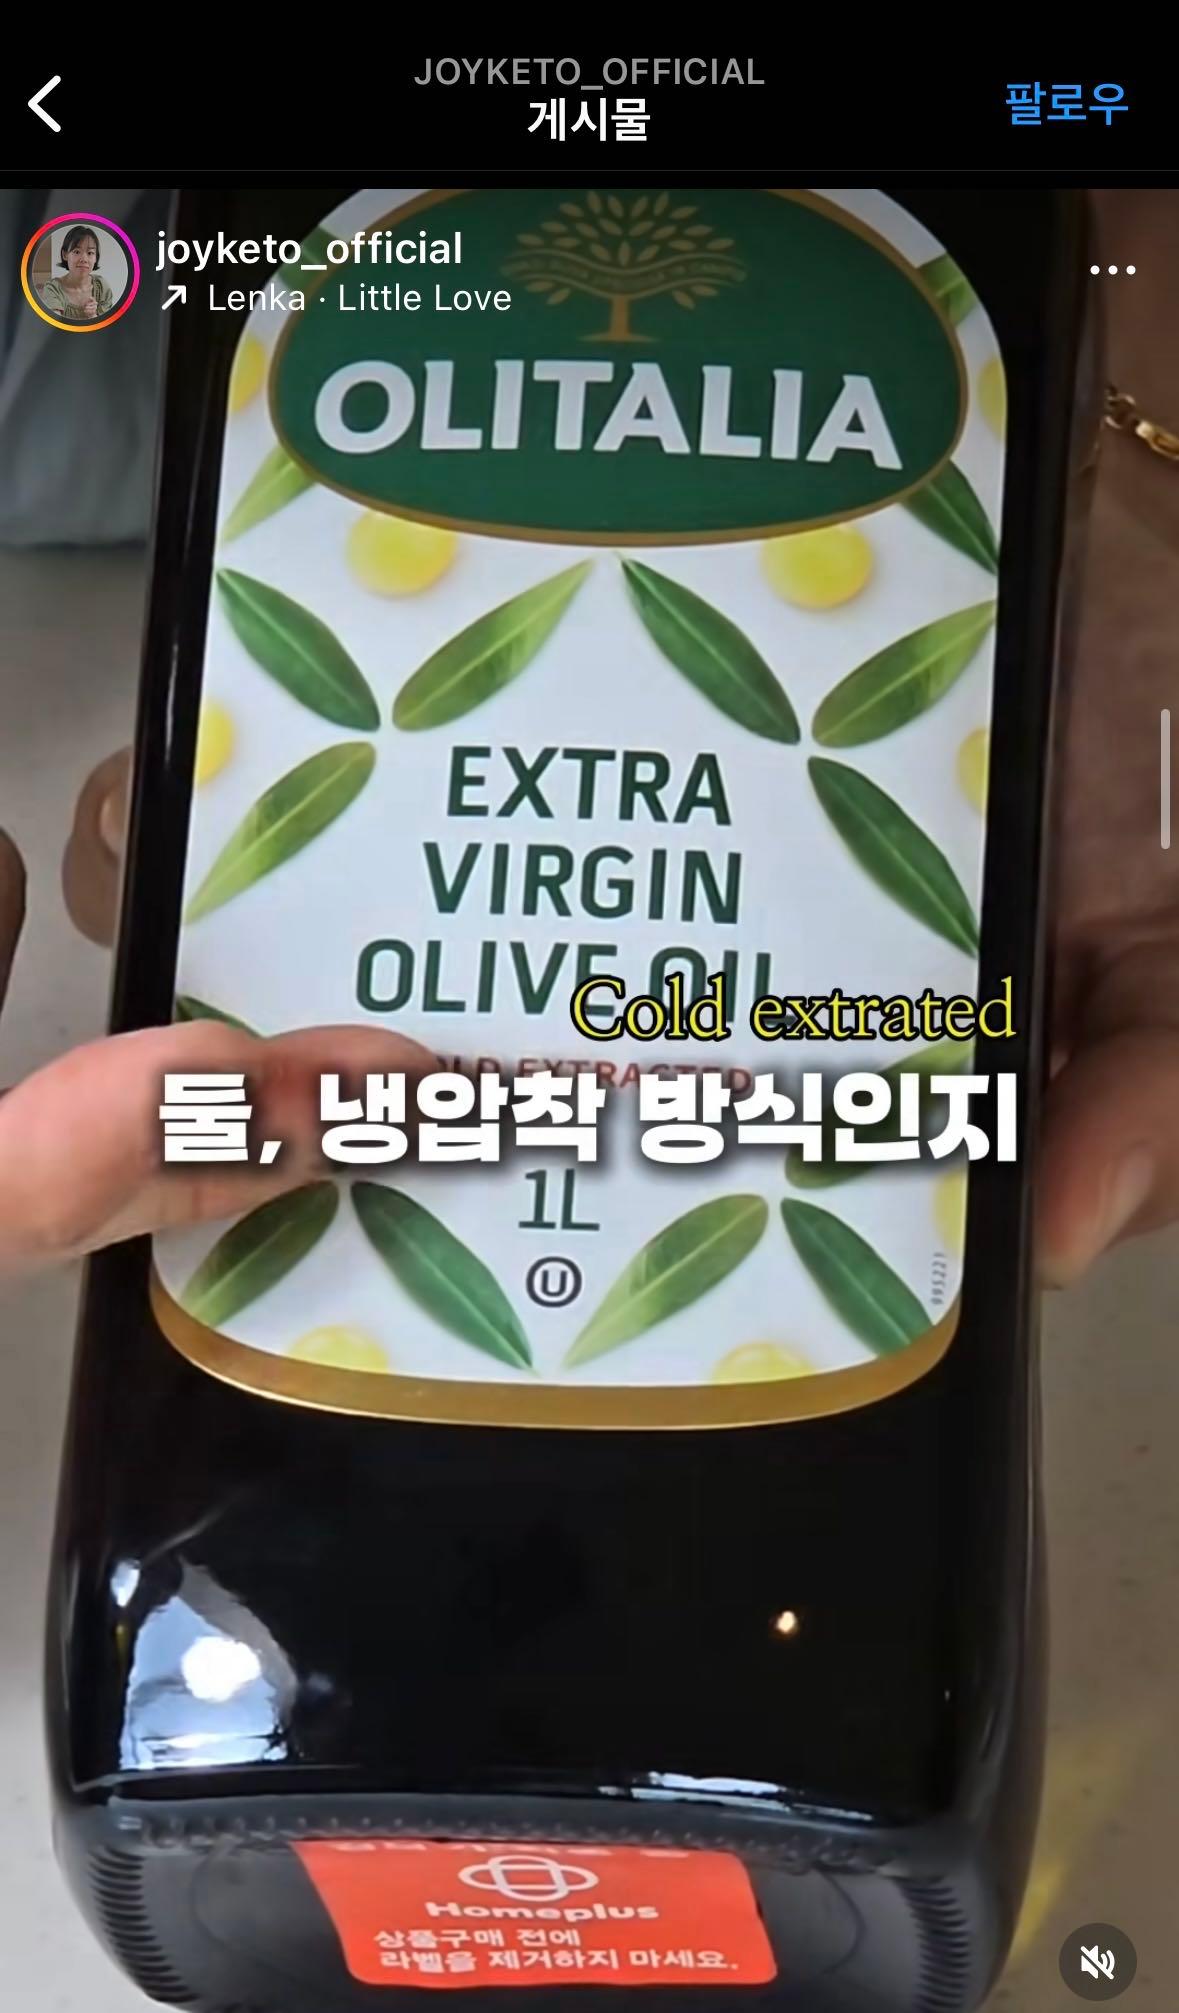 JOYKETO_OFFICIAL
게시물
팔로우
joyketo_official
Lenka · Little Love
OLITALIA
EXTRA
VIRGIN
OLIVE OIL
Cold extrated
EXTRACTED
둘, 냉압착 방식인지
1L
U
Homeplus
상품구매 전에
라벨을 제거하지 마세요.